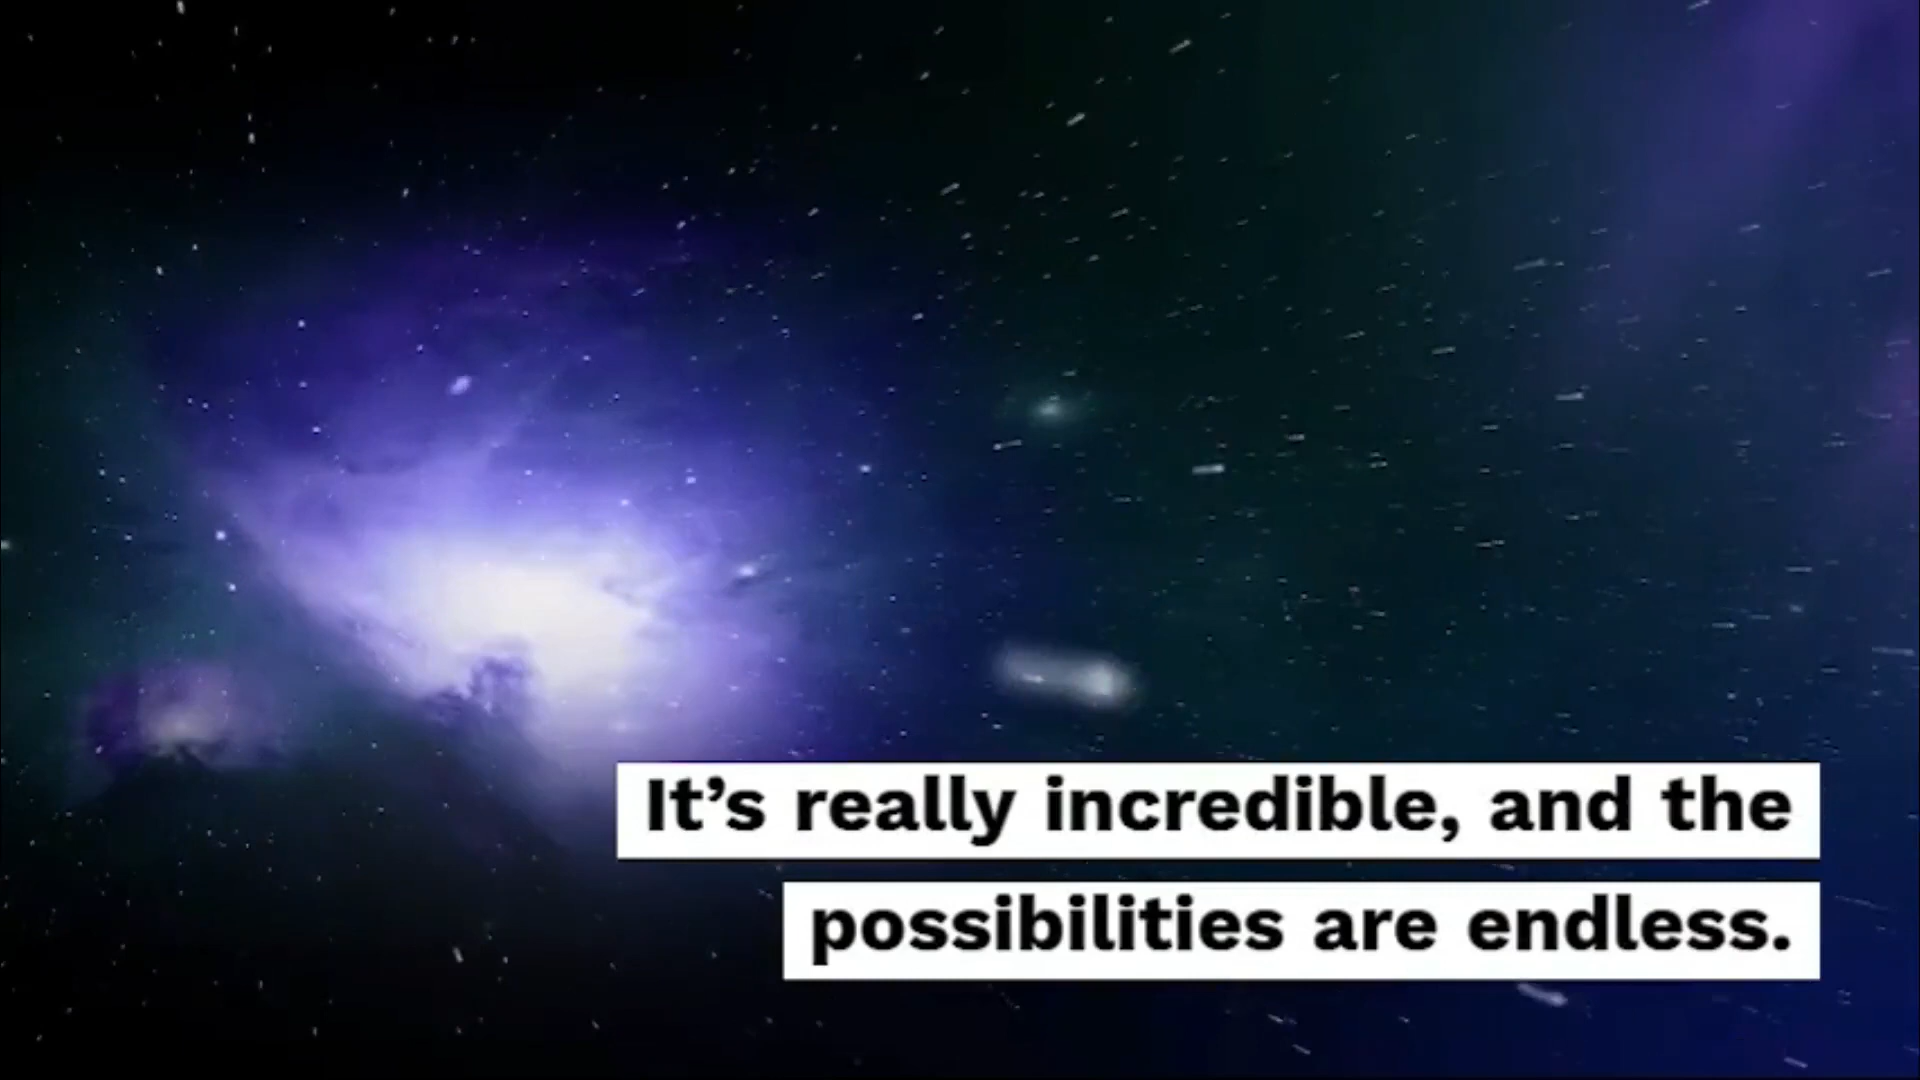 It’s really incredible, and the
possibilities are endless.